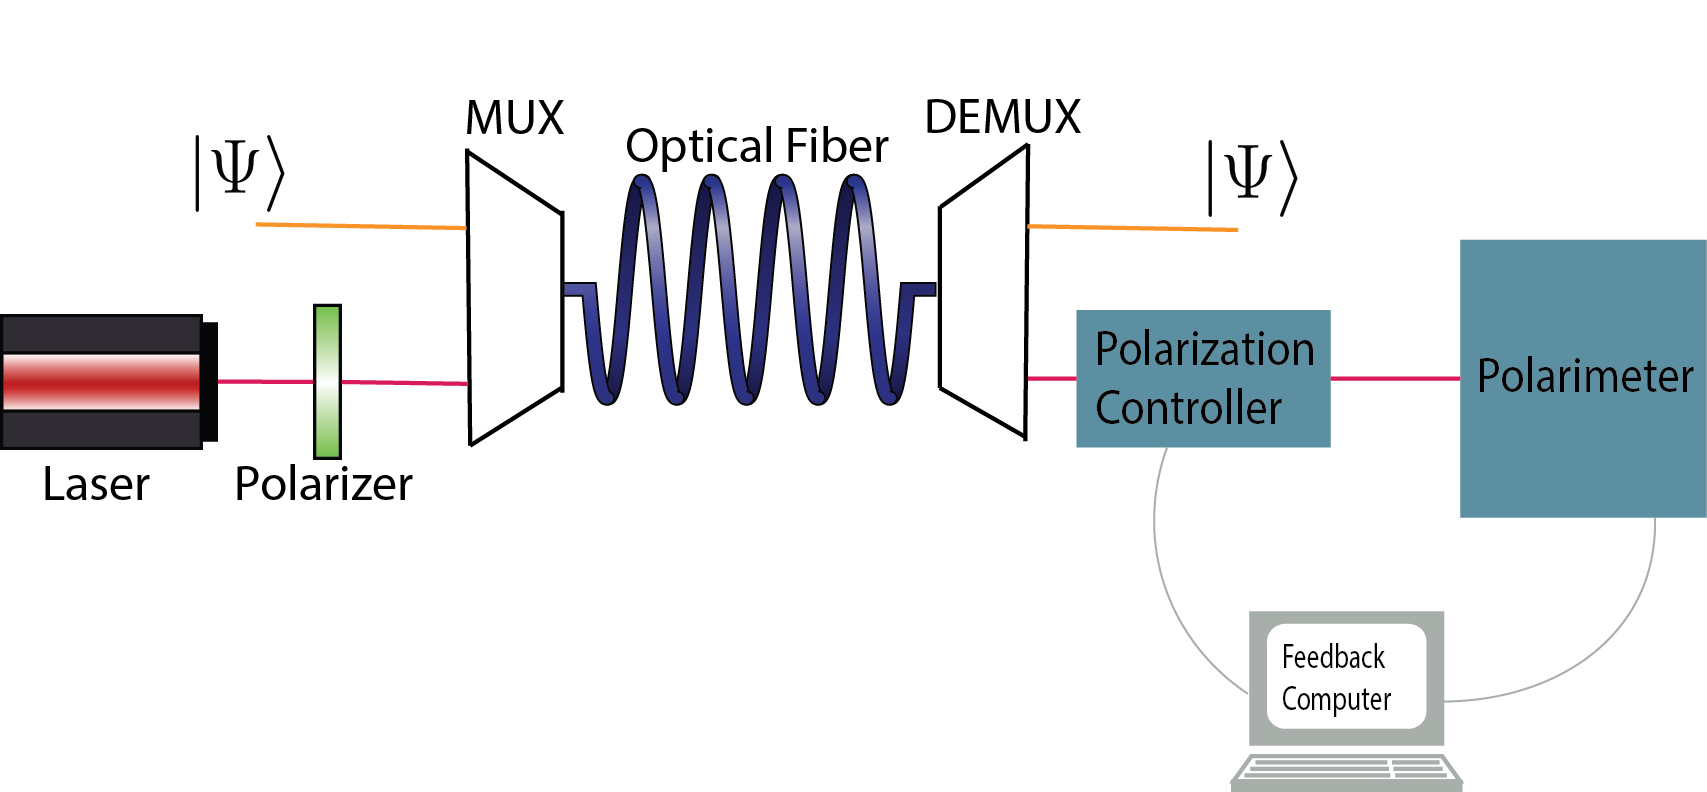 MUX
DEMUX
Optical Fiber
|Ψ⟩
|Ψ⟩
Polarization
Controller
Polarimeter
Laser
Polarizer
Feedback
Computer